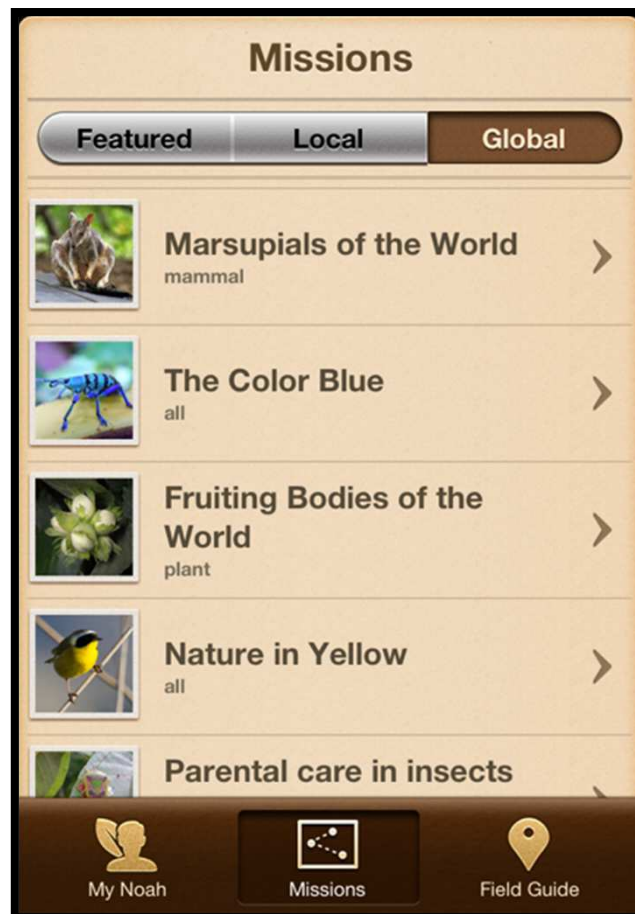 Missions
Featured Local Global
Marsupials of the World
mammal
The Color Blue
all
Fruiting Bodies of the
World
plant
Nature in Yellow
all
Parental care in insects
My Noah Missions Field Guide